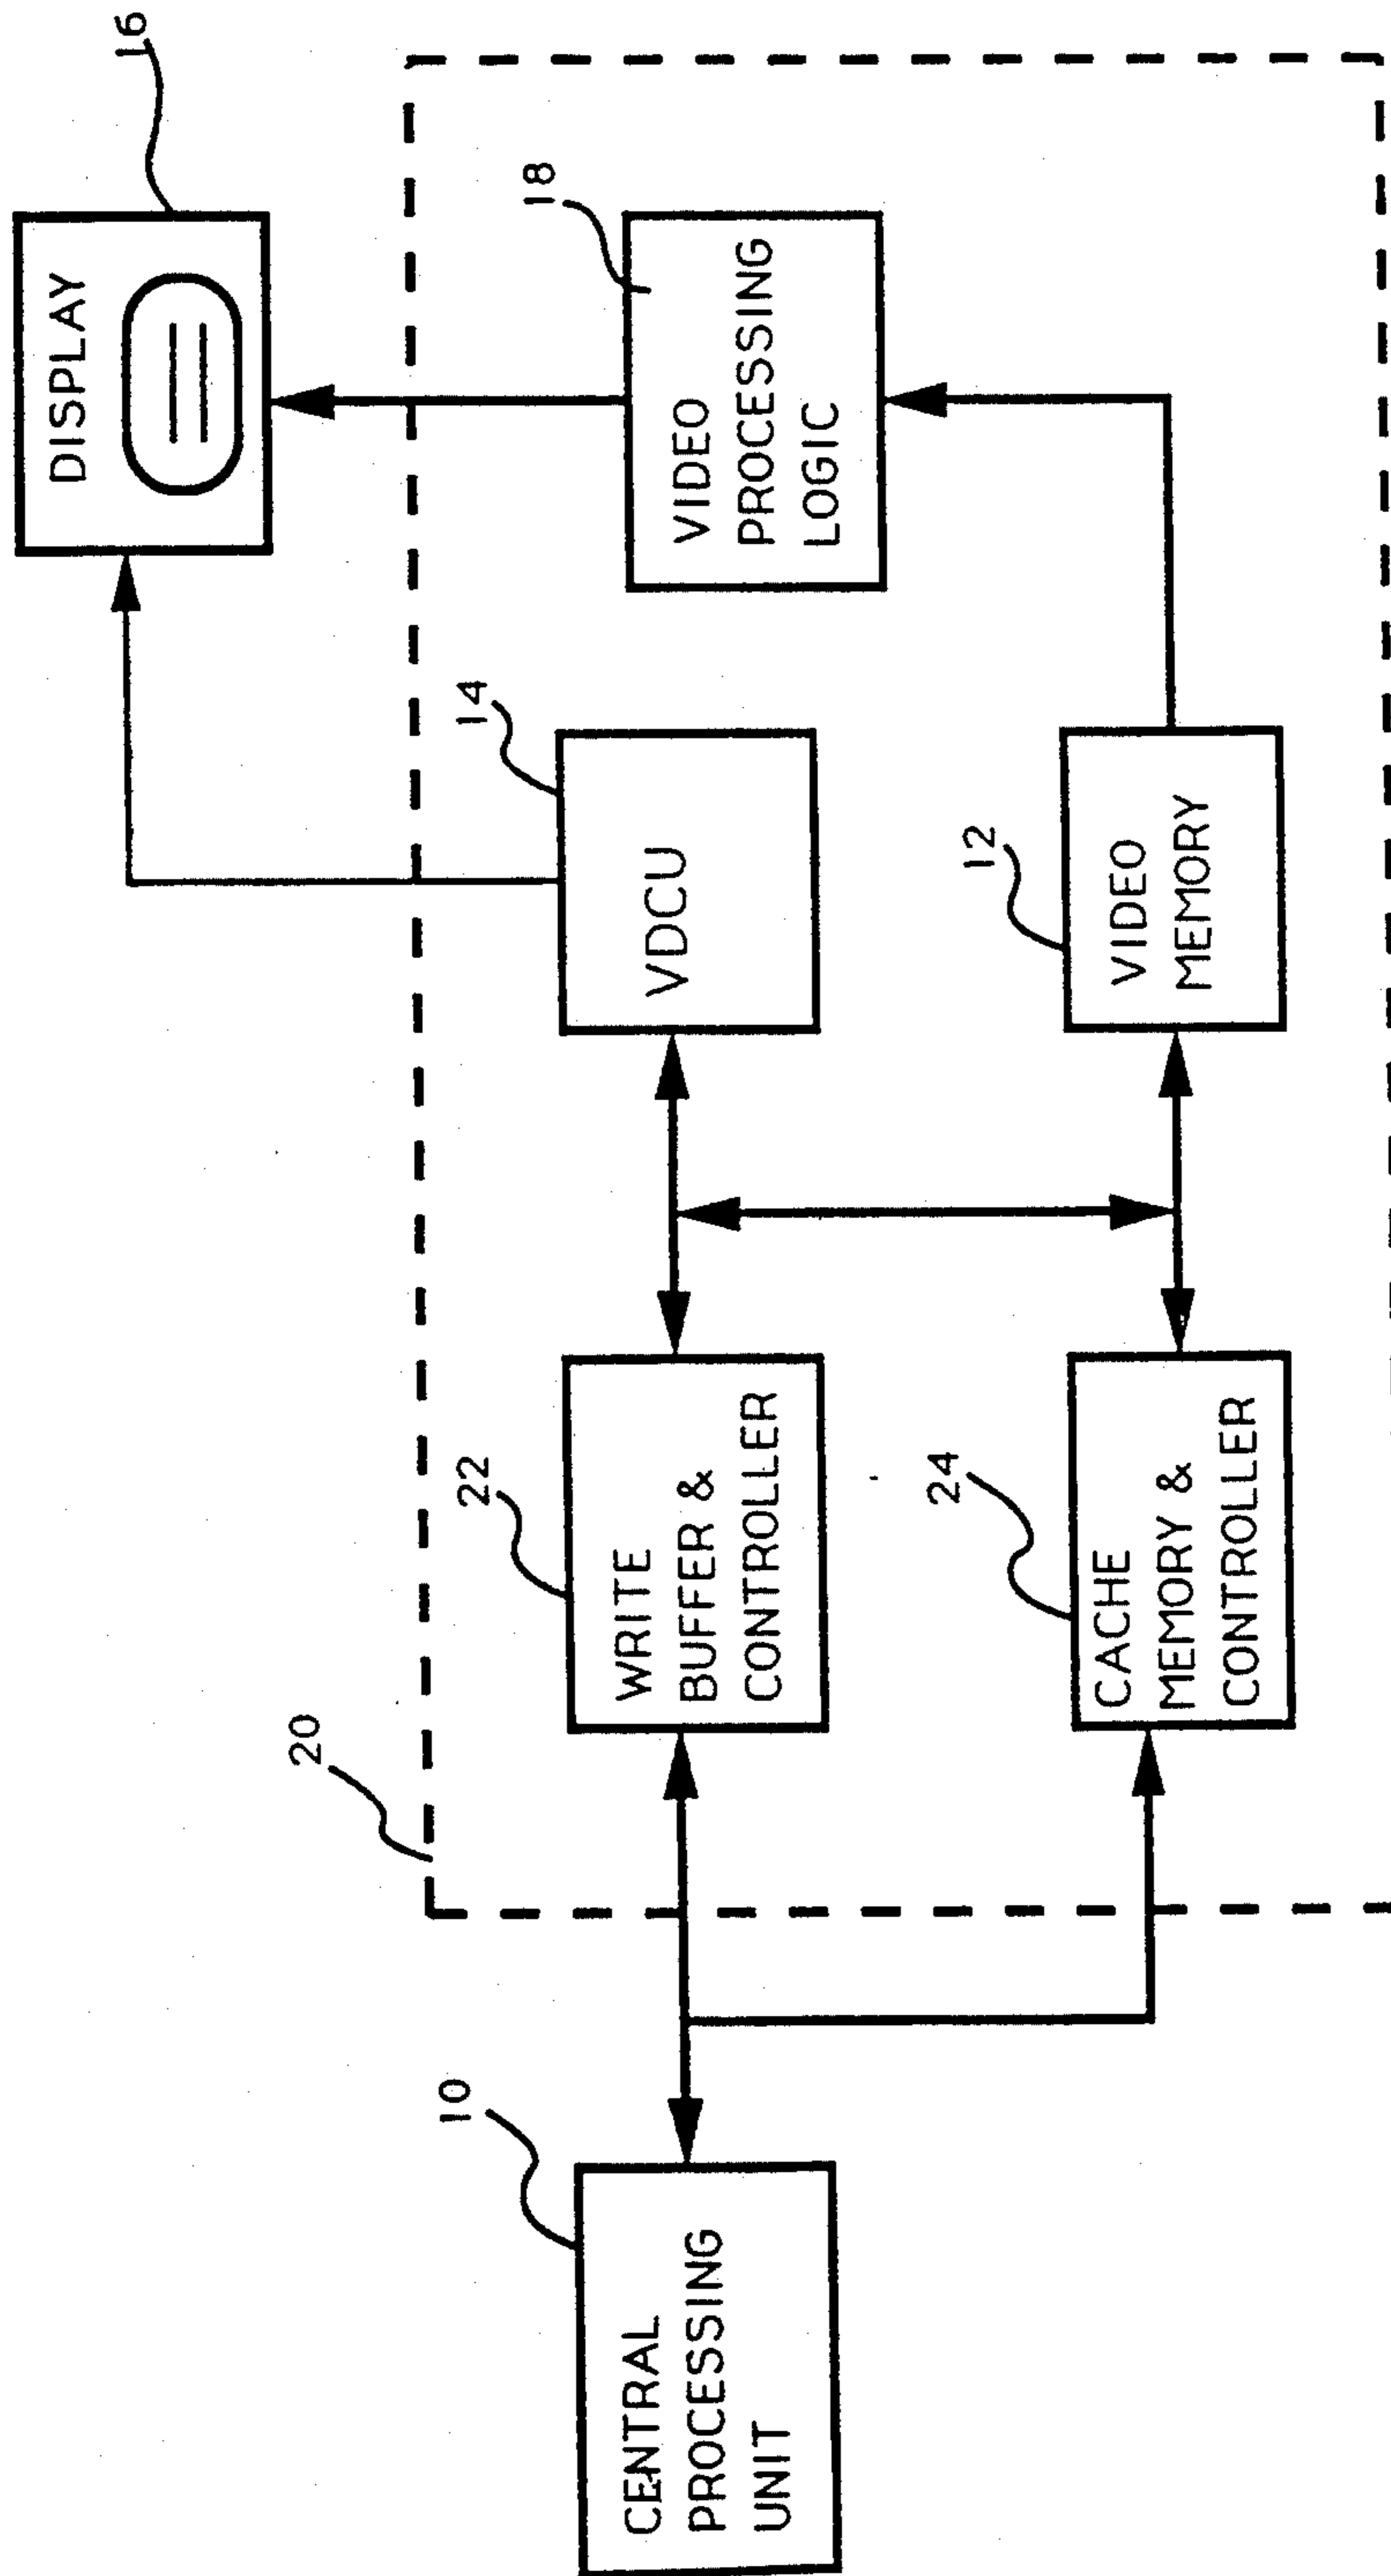 16
DISPLAY
18
VIDEO
PROCESSING
LOGIC
14
VDCU
12
VIDEO
MEMORY
20
22
WRITE
BUFFER &
CONTROLLER
24
CACHE
MEMORY &
CONTROLLER
10
CENTRAL
PROCESSING
UNIT